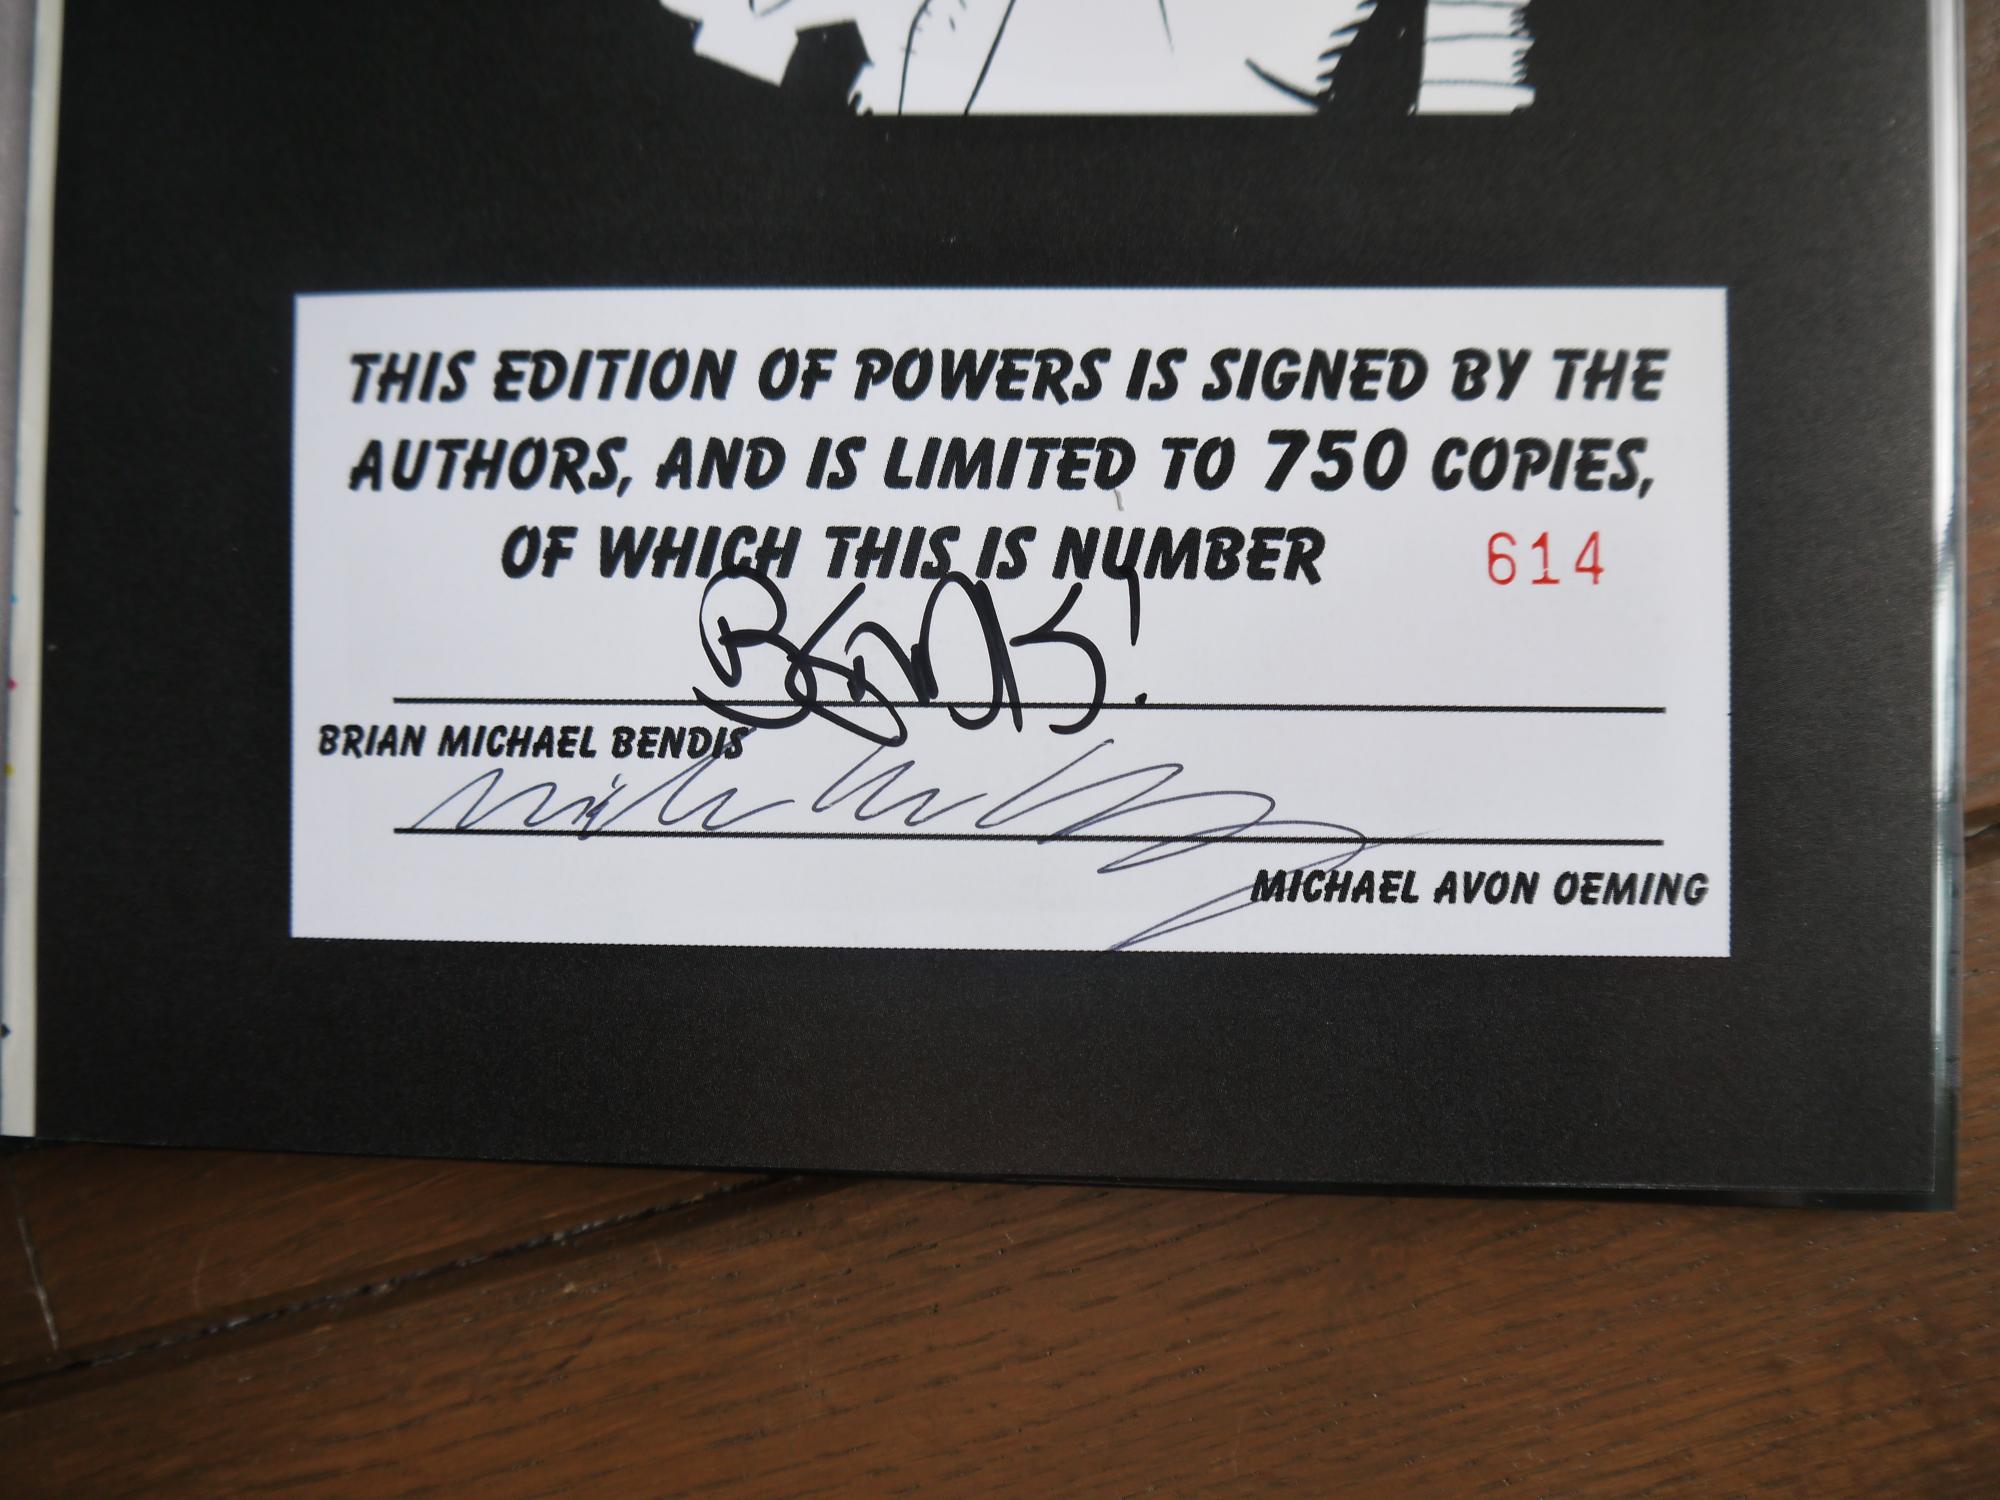 THIS EDITION OF POWERS IS SIGNED BY THE
AUTHORS, AND IS LIMITED TO 750 COPIES,
OF WHICH THIS IS NUMBER 614
BENDIS!
BRIAN MICHAEL BENDIS
MICHAEL AVON OEMING